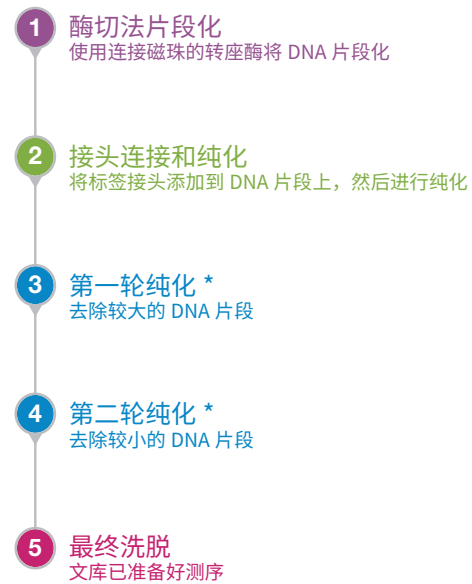 1
酶切法片段化
使用连接磁珠的转座酶将 DNA 片段化
2
接头连接和纯化
将标签接头添加到 DNA 片段上，然后进行纯化
3
第一轮纯化 *
去除较大的 DNA 片段
4
第二轮纯化 *
去除较小的 DNA 片段
5
最终洗脱
文库已准备好测序